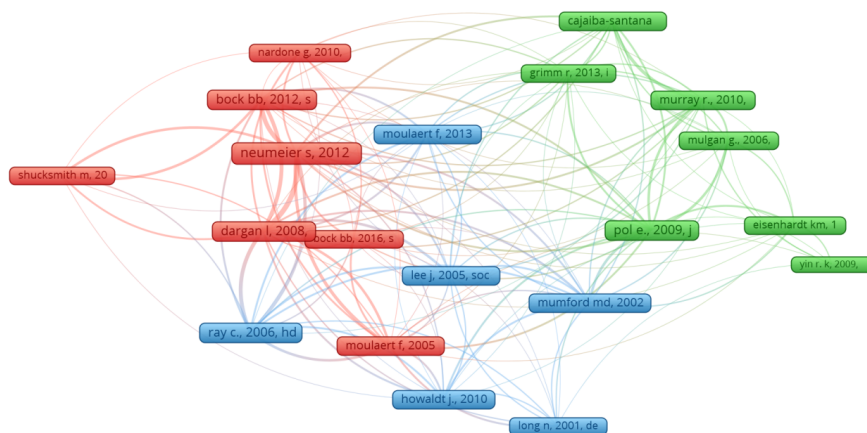 cajaiba-santana
nardone g, 2010,
grimm r, 2013, i
bock bb, 2012, s
murray r., 2010,
moulaert f, 2013
mulgan g., 2006,
neumeier s, 2012
shucksmith m, 20
dargan l, 2008,
pol e., 2009, j
eisenhardt km, 1
bock bb, 2016, s
yin r. k, 2009,
lee j, 2005, soc
mumford md, 2002
ray c., 2006, hd
moulaert f, 2005
howaldt j., 2010
long n, 2001, de